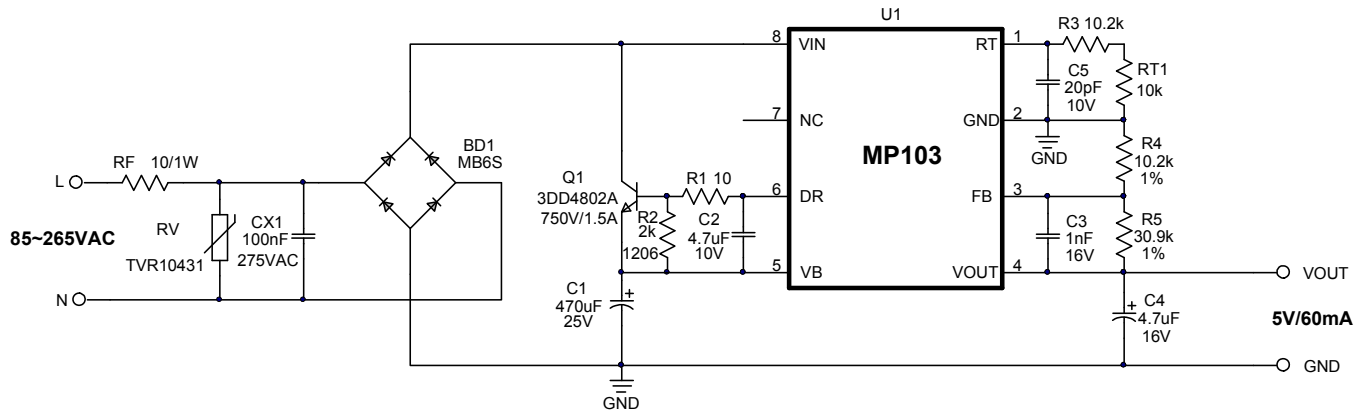 U1
8 VIN
RT 1
R3 10.2k
C5
20pF
10V
RT1
10k
7 NC
GND 2
GND
MP103
BD1
MB6S
RF 10/1W
L
R4
10.2k
1%
Q1
3DD4802A
750V/1.5A
R1 10
6 DR
FB 3
R2
2k
1206
C2
4.7uF
10V
85~265VAC
RV
TVR10431
CX1
100nF
275VAC
C3
1nF
16V
R5
30.9k
1%
5 VB
VOUT 4
VOUT
N
C1
470uF
25V
+
+
C4
4.7uF
16V
5V/60mA
GND
GND